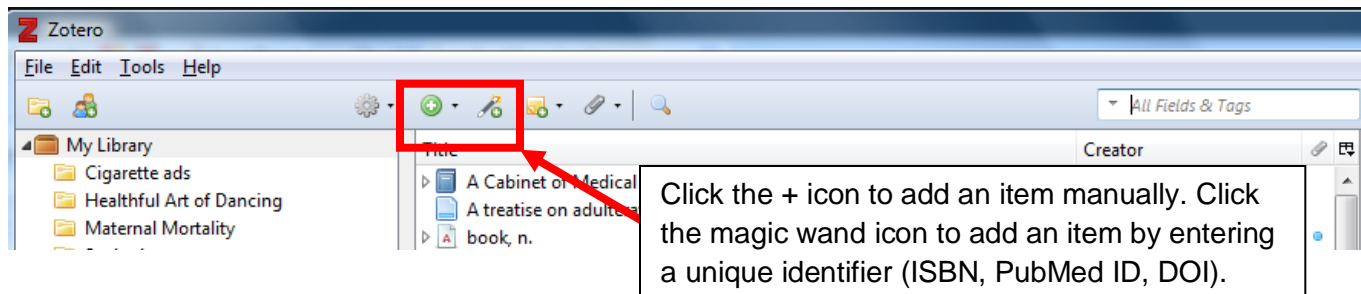 Zotero
File Edit Tools Help
All Fields & Tags
My Library
Cigarette ads
Healthful Art of Dancing
Maternal Mortality
Title Creator
A Cabinet of Medical
A treatise on adultera
book, n.
Click the + icon to add an item manually. Click
the magic wand icon to add an item by entering
a unique identifier (ISBN, PubMed ID, DOI).